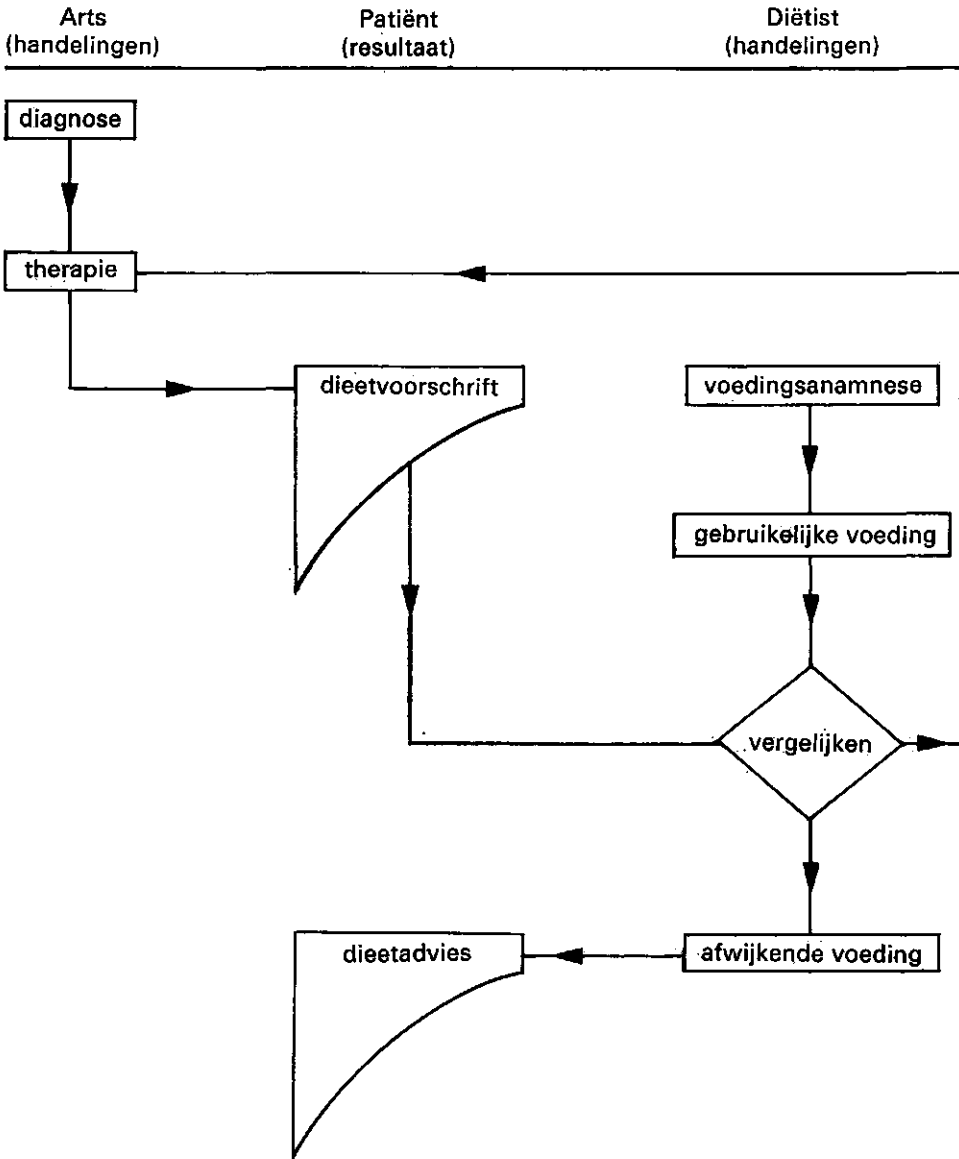 Arts
(handelingen)
Patiënt
(resultaat)
Diëtist
(handelingen)
diagnose
therapie
dieetvoorschrift
voedingsanamnese
gebruikelijke voeding
vergelijken
dieetadvies
afwijkende voeding